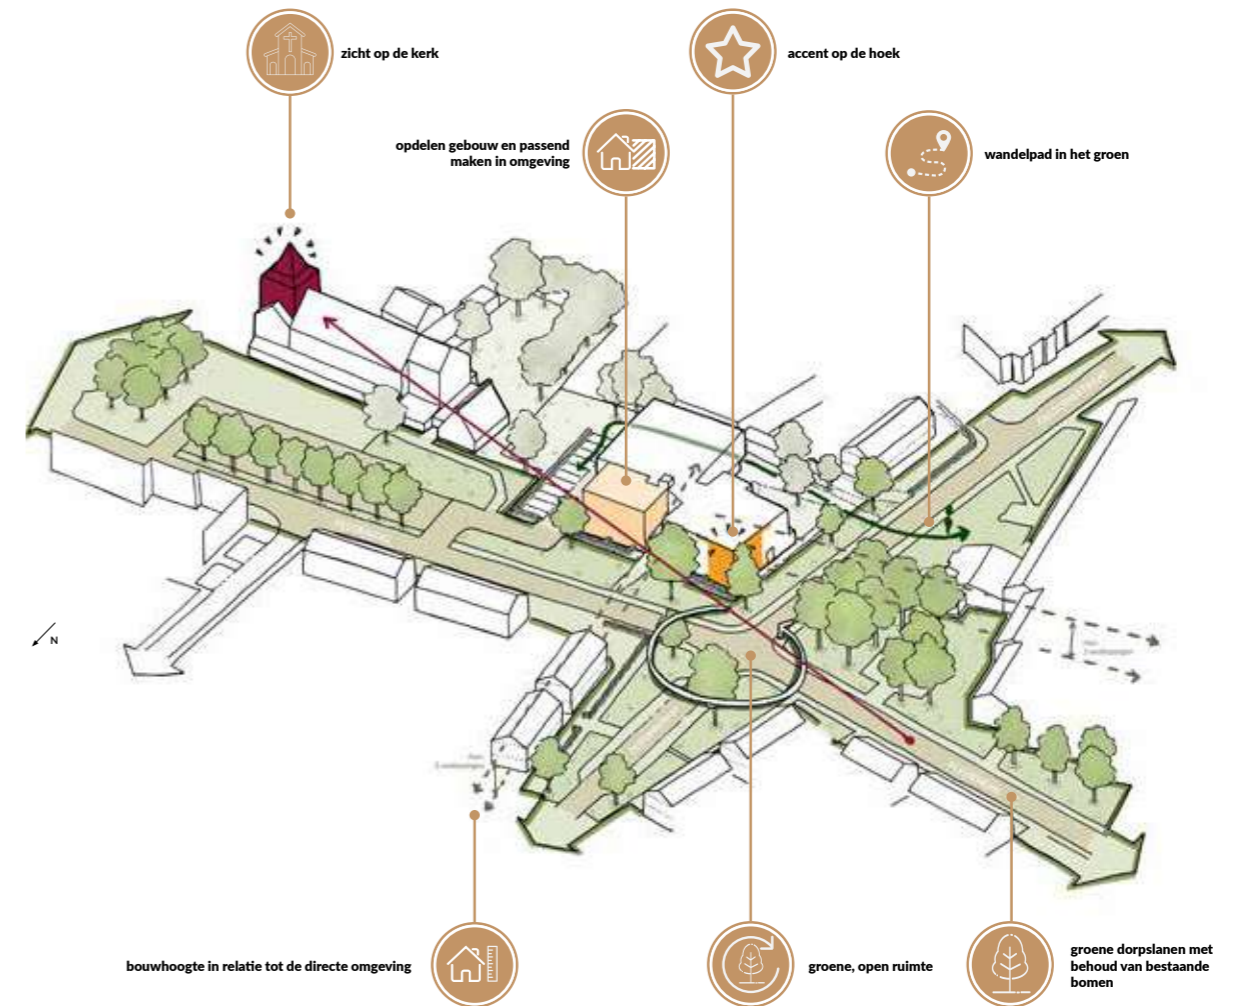 zicht op de kerk
accent op de hoek
opdelen gebouw en passend
maken in omgeving
wandelpad in het groen
N
bouwhoogte in relatie tot de directe omgeving
groene, open ruimte
groene dorpslanen met
behoud van bestaande
bomen